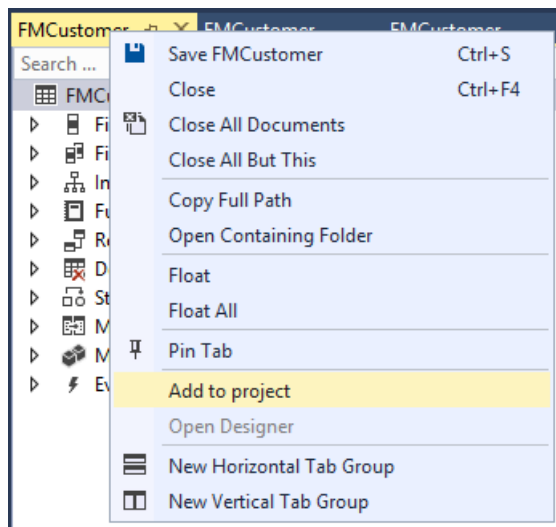 FMCustomer FMCustomer FMCustomer
Search ...
Save FMCustomer Ctrl+S
Close Ctrl+F4
Close All Documents
Close All But This
Copy Full Path
Open Containing Folder
Float
Float All
Pin Tab
Add to project
Open Designer
New Horizontal Tab Group
New Vertical Tab Group